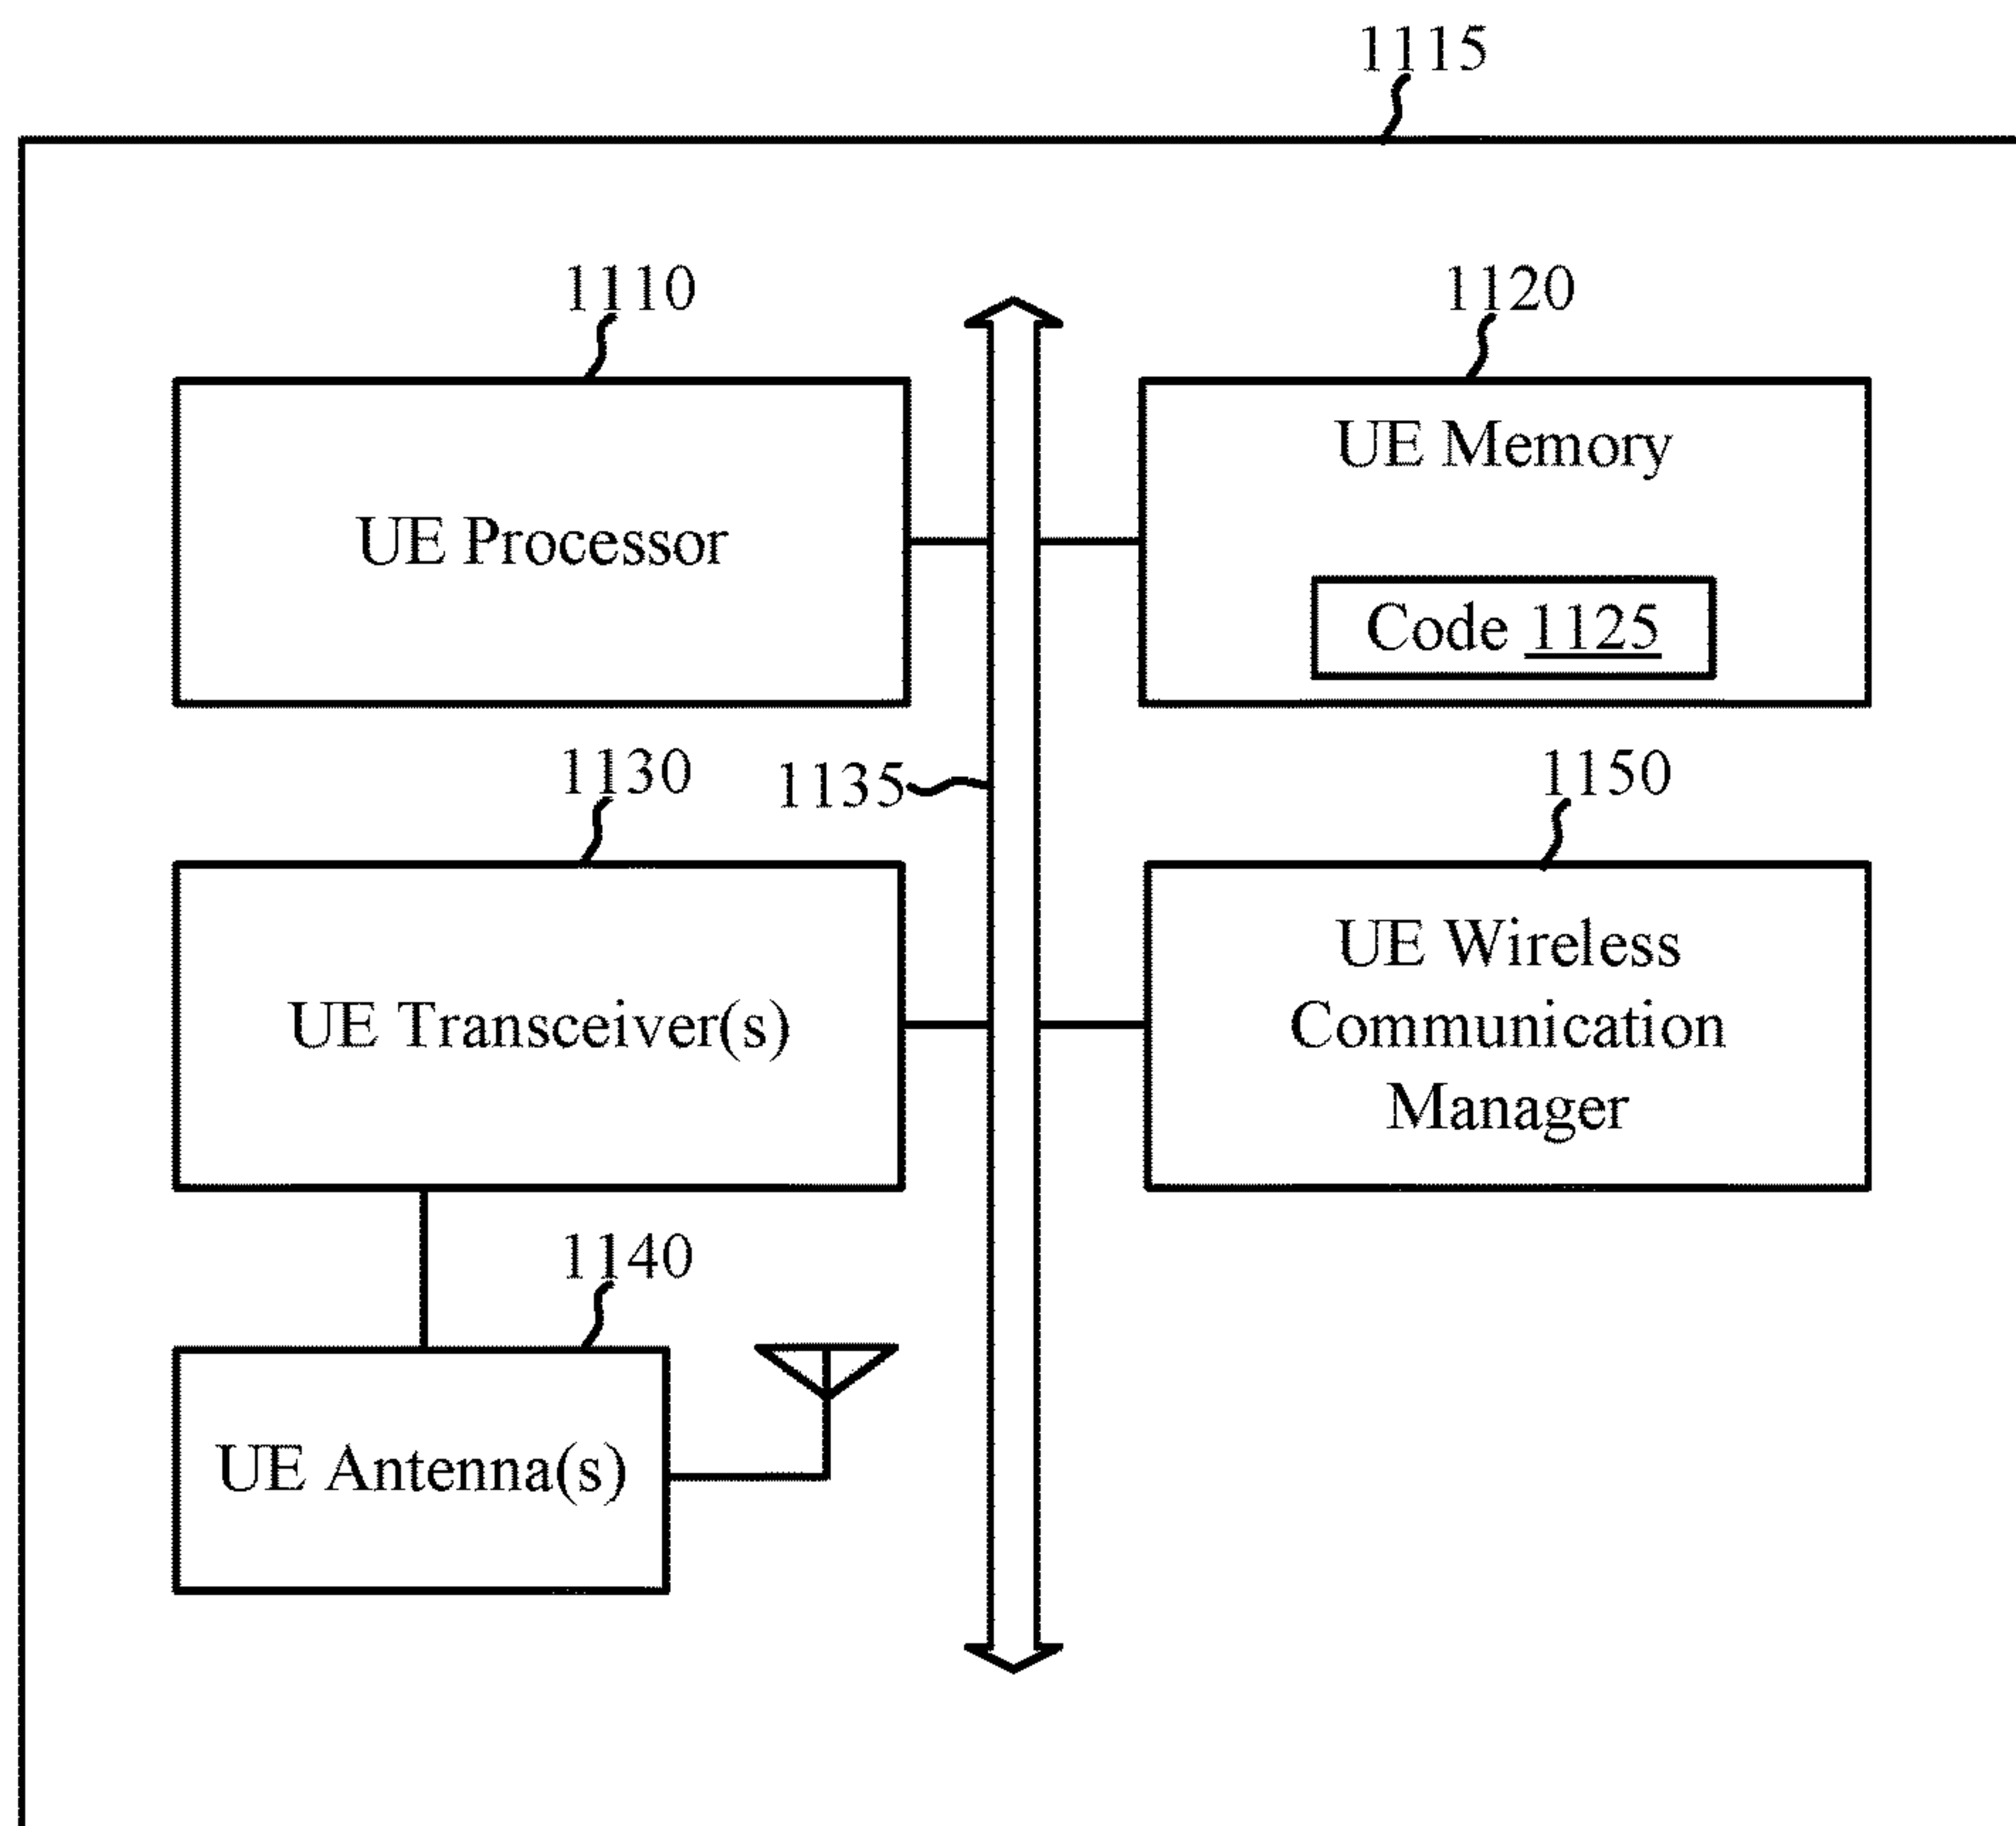 1115
1110
1120
UE Processor
UE Memory
Code 1125
1130
1135
1150
UE Transceiver(s)
UE Wireless
Communication
Manager
1140
UE Antenna(s)